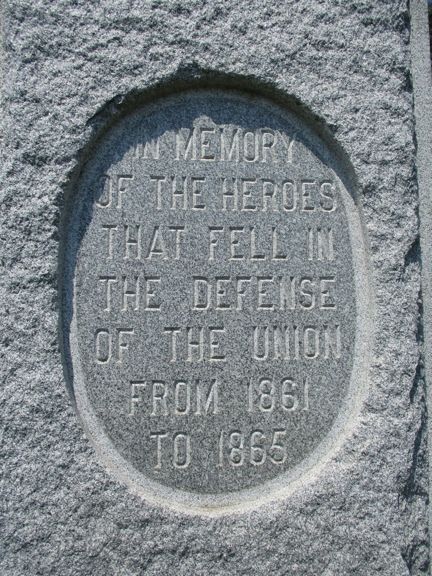 IN MEMORY
OF THE HEROES
THAT FELL IN
THE DEFENSE
OF THE UNION
FROM 1861
TO 1865